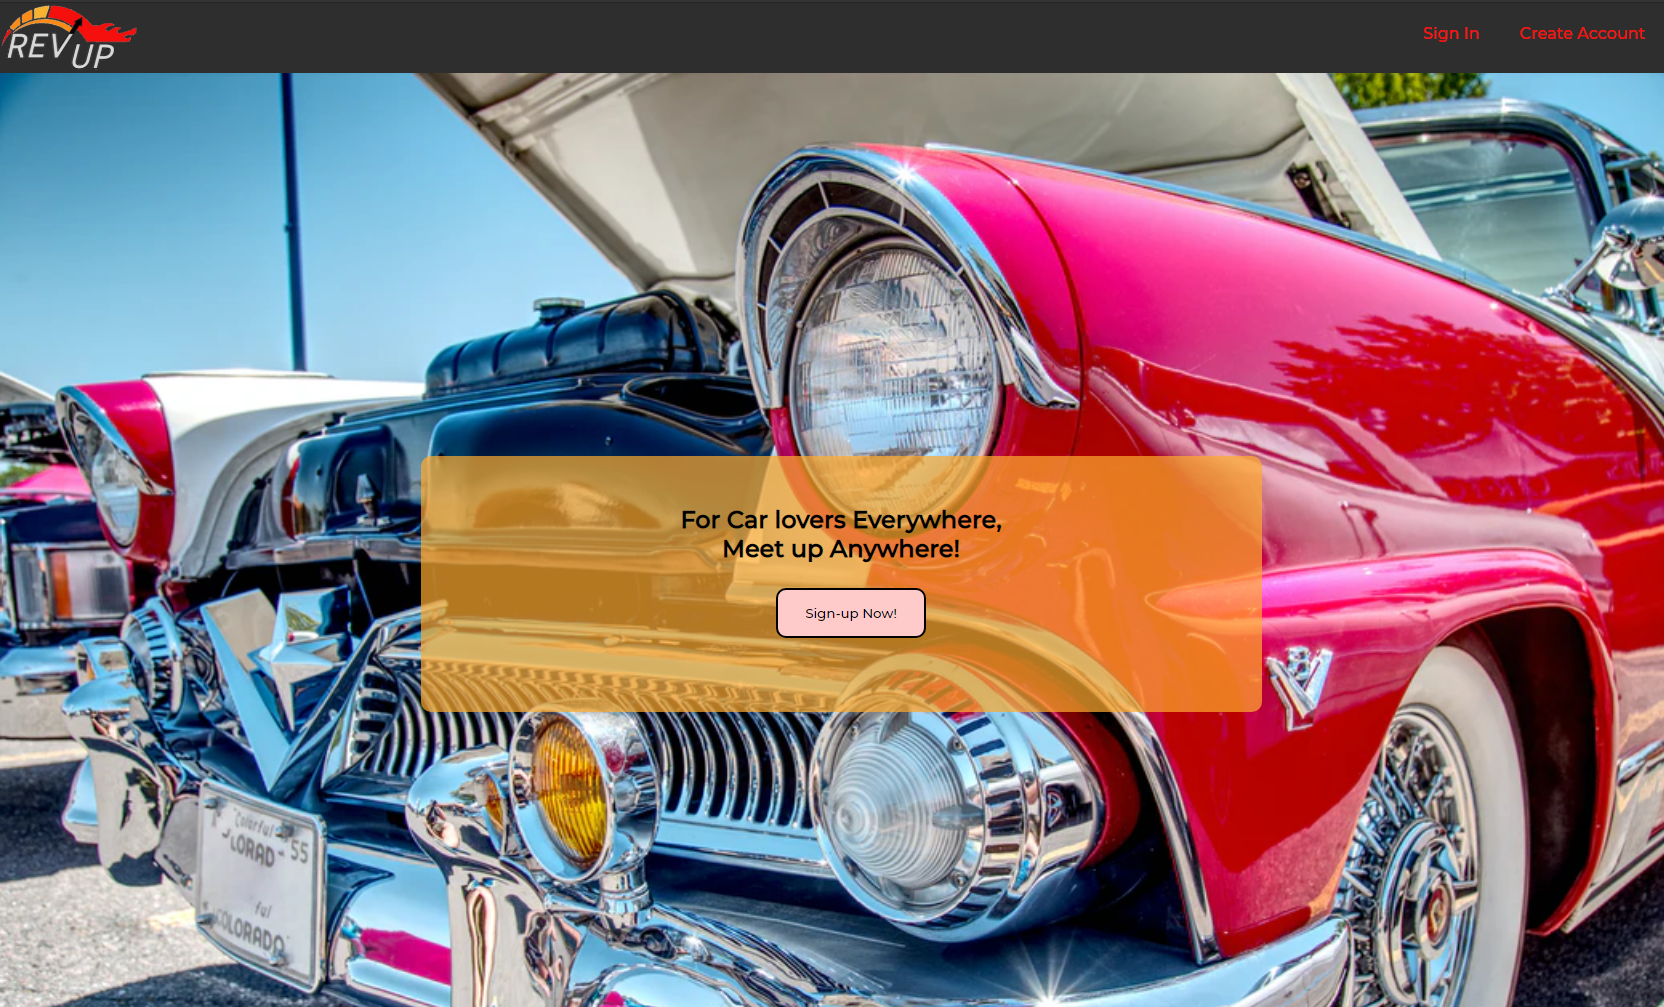 REV UP
Sign In
Create Account
For Car lovers Everywhere,
Meet up Anywhere!
Sign-up Now!
Colorful
55
ful
COLORADO